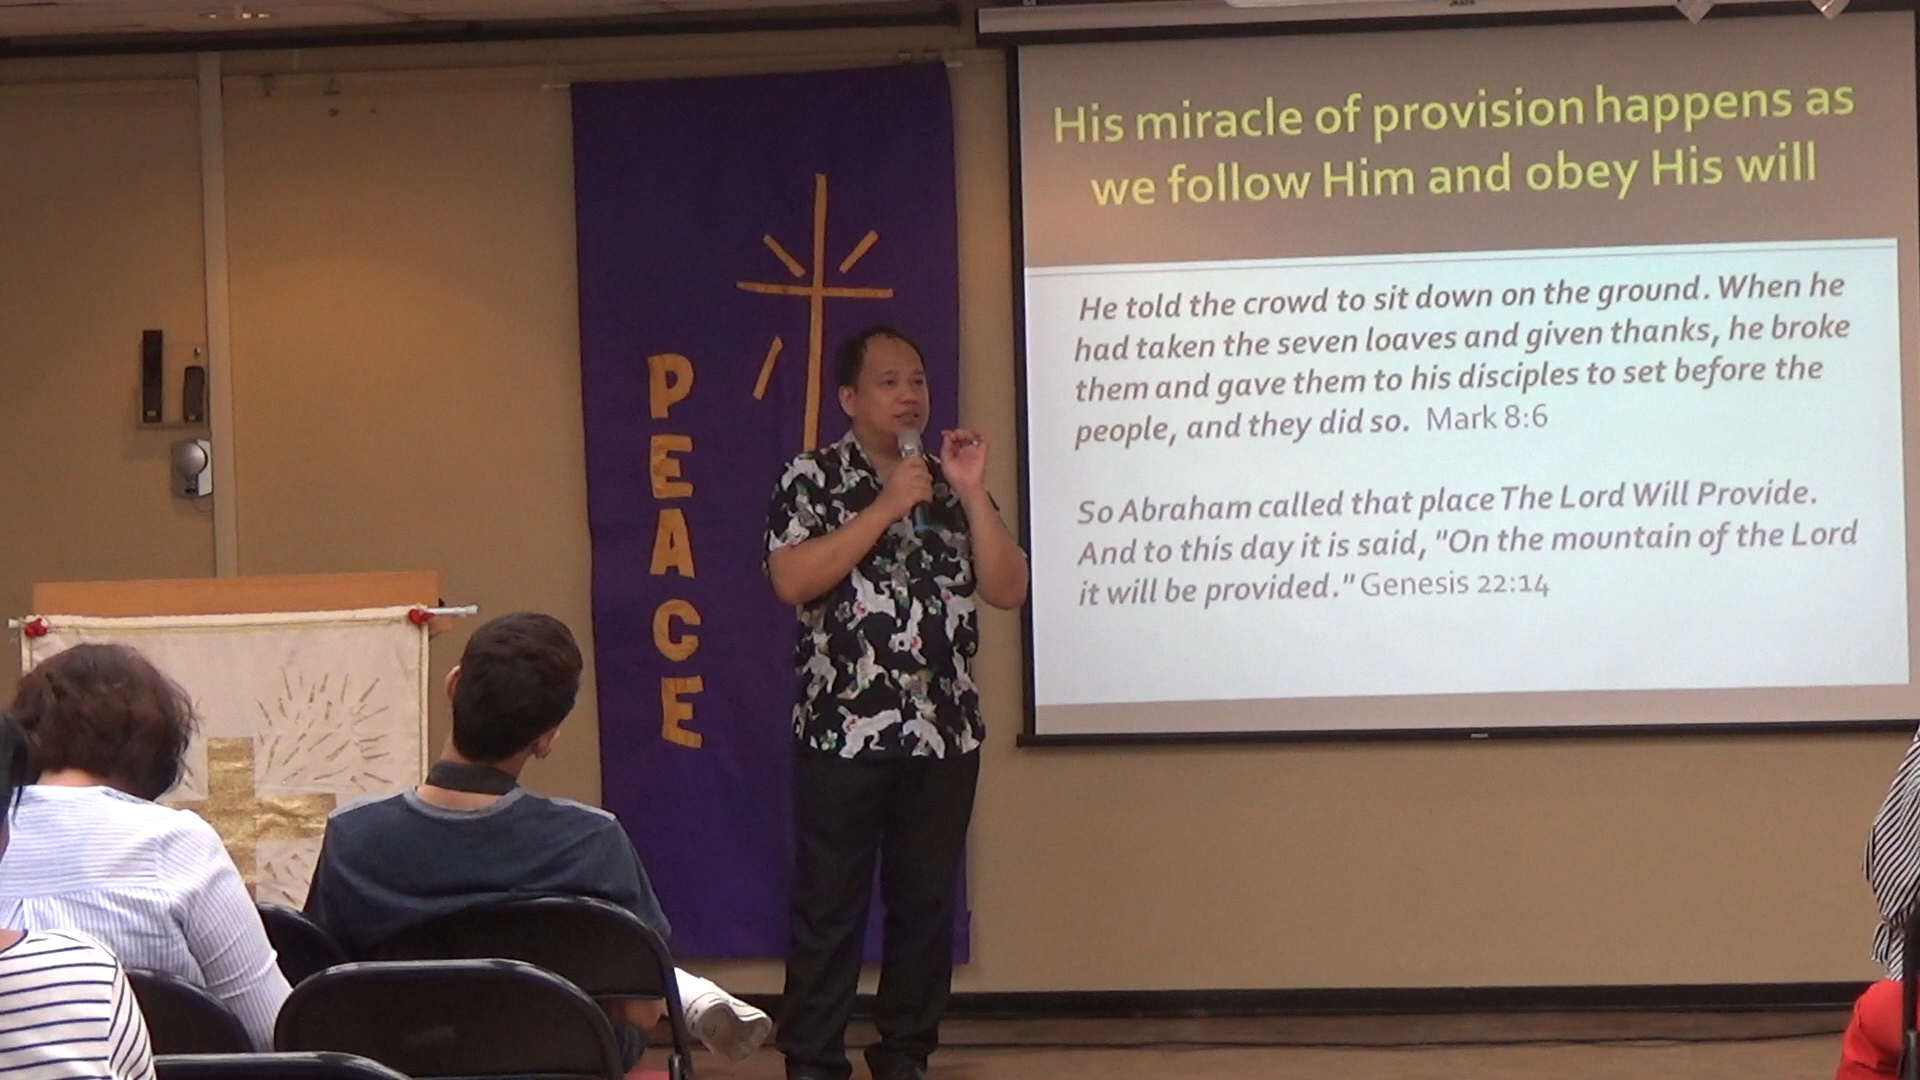 PEACE
His miracle of provision happens as
we follow Him and obey His will
He told the crowd to sit down on the ground. When he
had taken the seven loaves and given thanks, he broke
them and gave them to his disciples to set before the
people, and they did so. Mark 8:6
So Abraham called that place The Lord Will Provide.
And to this day it is said, "On the mountain of the Lord
it will be provided." Genesis 22:14